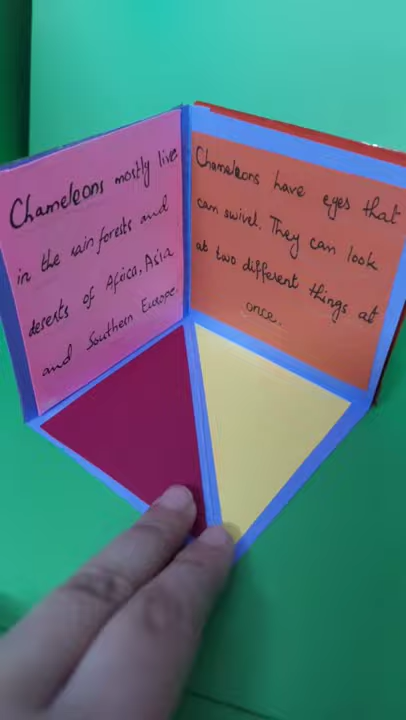 Chameleons mostly live
in the rain forests and
deserts of Africa, Asia
and Southern Europe.
Chameleons have eyes that
can swivel. They can look
at two different things at
once.